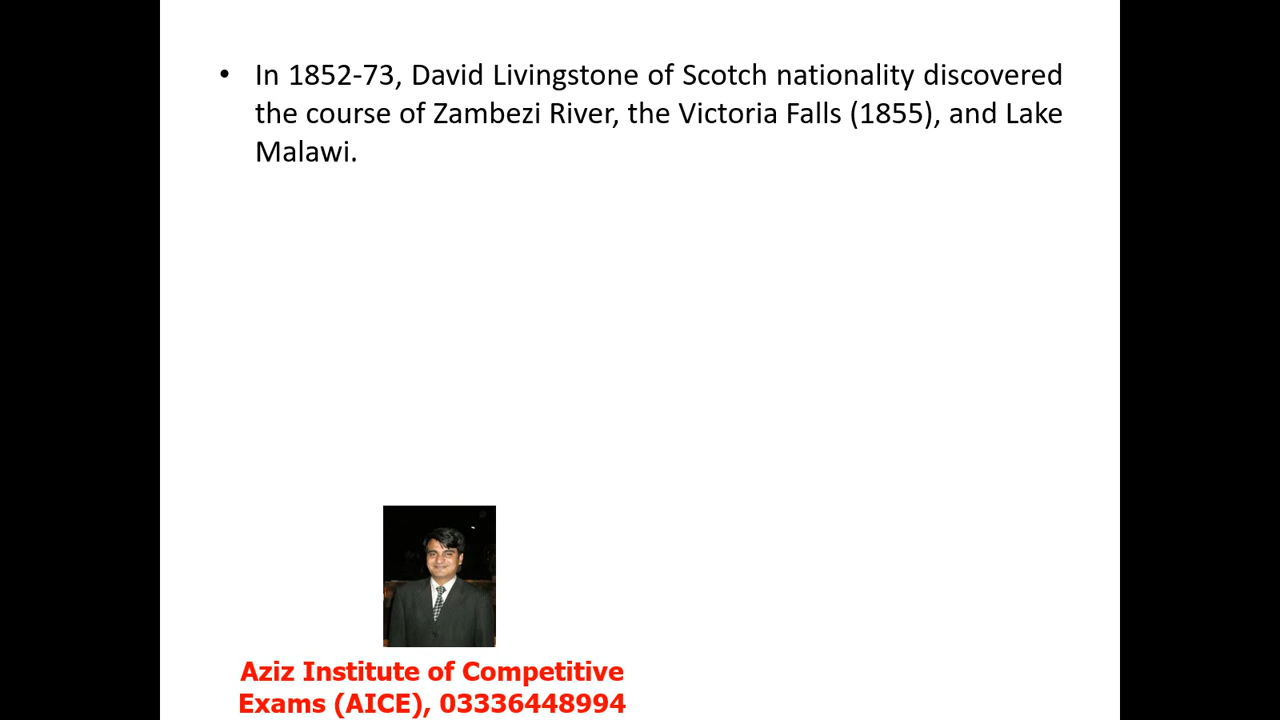 • In 1852-73, David Livingstone of Scotch nationality discovered
the course of Zambezi River, the Victoria Falls (1855), and Lake
Malawi.
Aziz Institute of Competitive
Exams (AICE), 03336448994